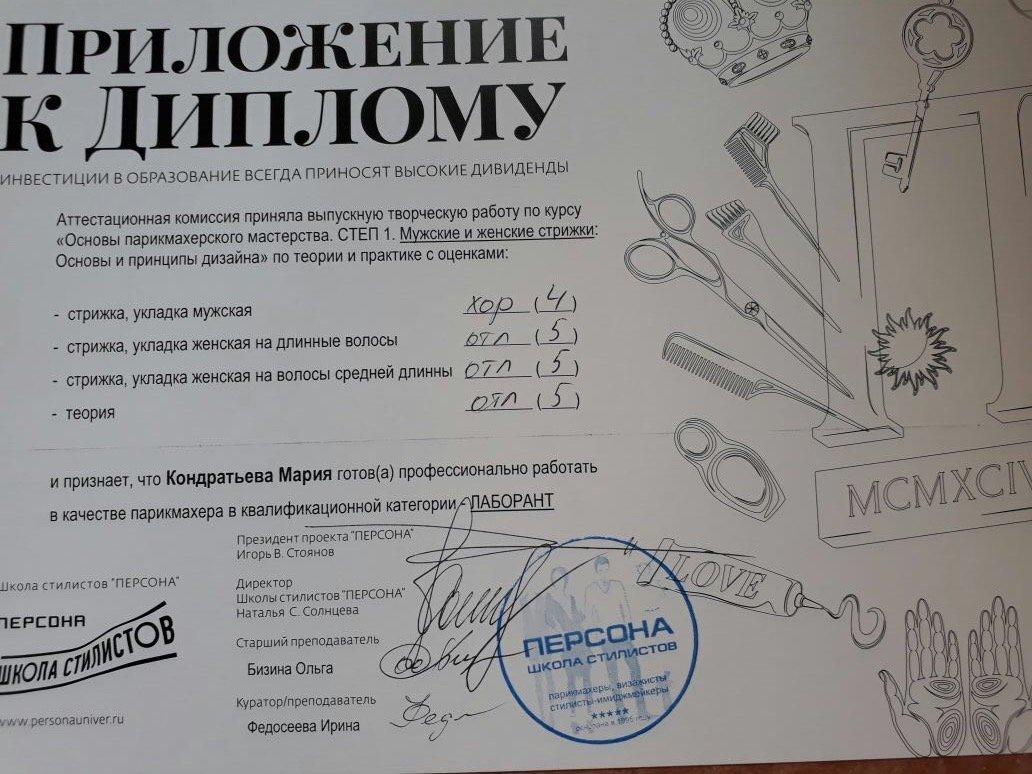 ПРИЛОЖЕНИЕ
К ДИПЛОМУ
ИНВЕСТИЦИИ В ОБРАЗОВАНИЕ ВСЕГДА ПРИНОСЯТ ВЫСОКИЕ ДИВИДЕНДЫ
Аттестационная комиссия приняла выпускную творческую работу по курсу
«Основы парикмахерского мастерства. СТЕП 1. Мужские и женские стрижки:
Основы и принципы дизайна» по теории и практике с оценками:
- стрижка, укладка мужская хор (4)
- стрижка, укладка женская на длинные волосы отл (5)
- стрижка, укладка женская на волосы средней длинны отл (5)
- теория отл (5)
и признает, что Кондратьева Мария готов(а) профессионально работать
в качестве парикмахера в квалификационной категории - ЛАБОРАНТ
Президент проекта "ПЕРСОНА"
Игорь В. Стоянов
Директор
Школы стилистов "ПЕРСОНА"
Наталья С. Солнцева
Старший преподаватель
Бизина Ольга
Куратор/преподаватель
Федосеева Ирина
Школа стилистов "ПЕРСОНА"
ПЕРСОНА
ШКОЛА СТИЛИСТОВ
www.personauniver.ru
ПЕРСОНА
ШКОЛА СТИЛИСТОВ
парикмахеры, визажисты
стилисты-имиджмейкеры
MCMXCIV
LOVE